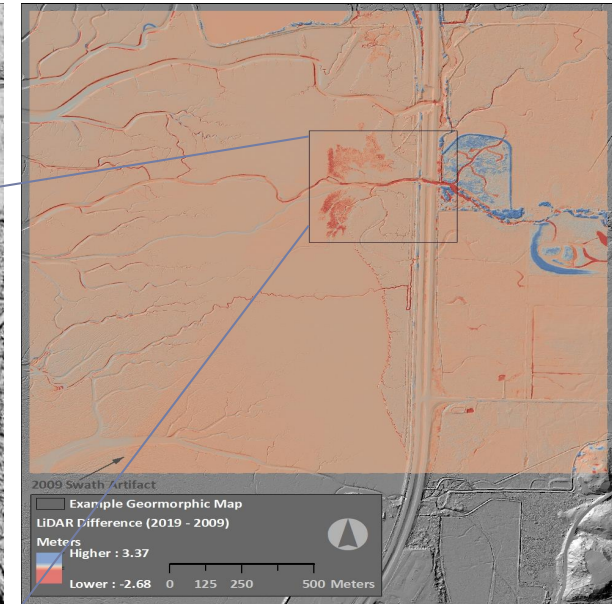 2009 Swath Artifact
Example Geormorphic Map
LiDAR Difference (2019 - 2009)
Meters
Higher : 3.37
Lower : -2.68
0 125 250 500 Meters